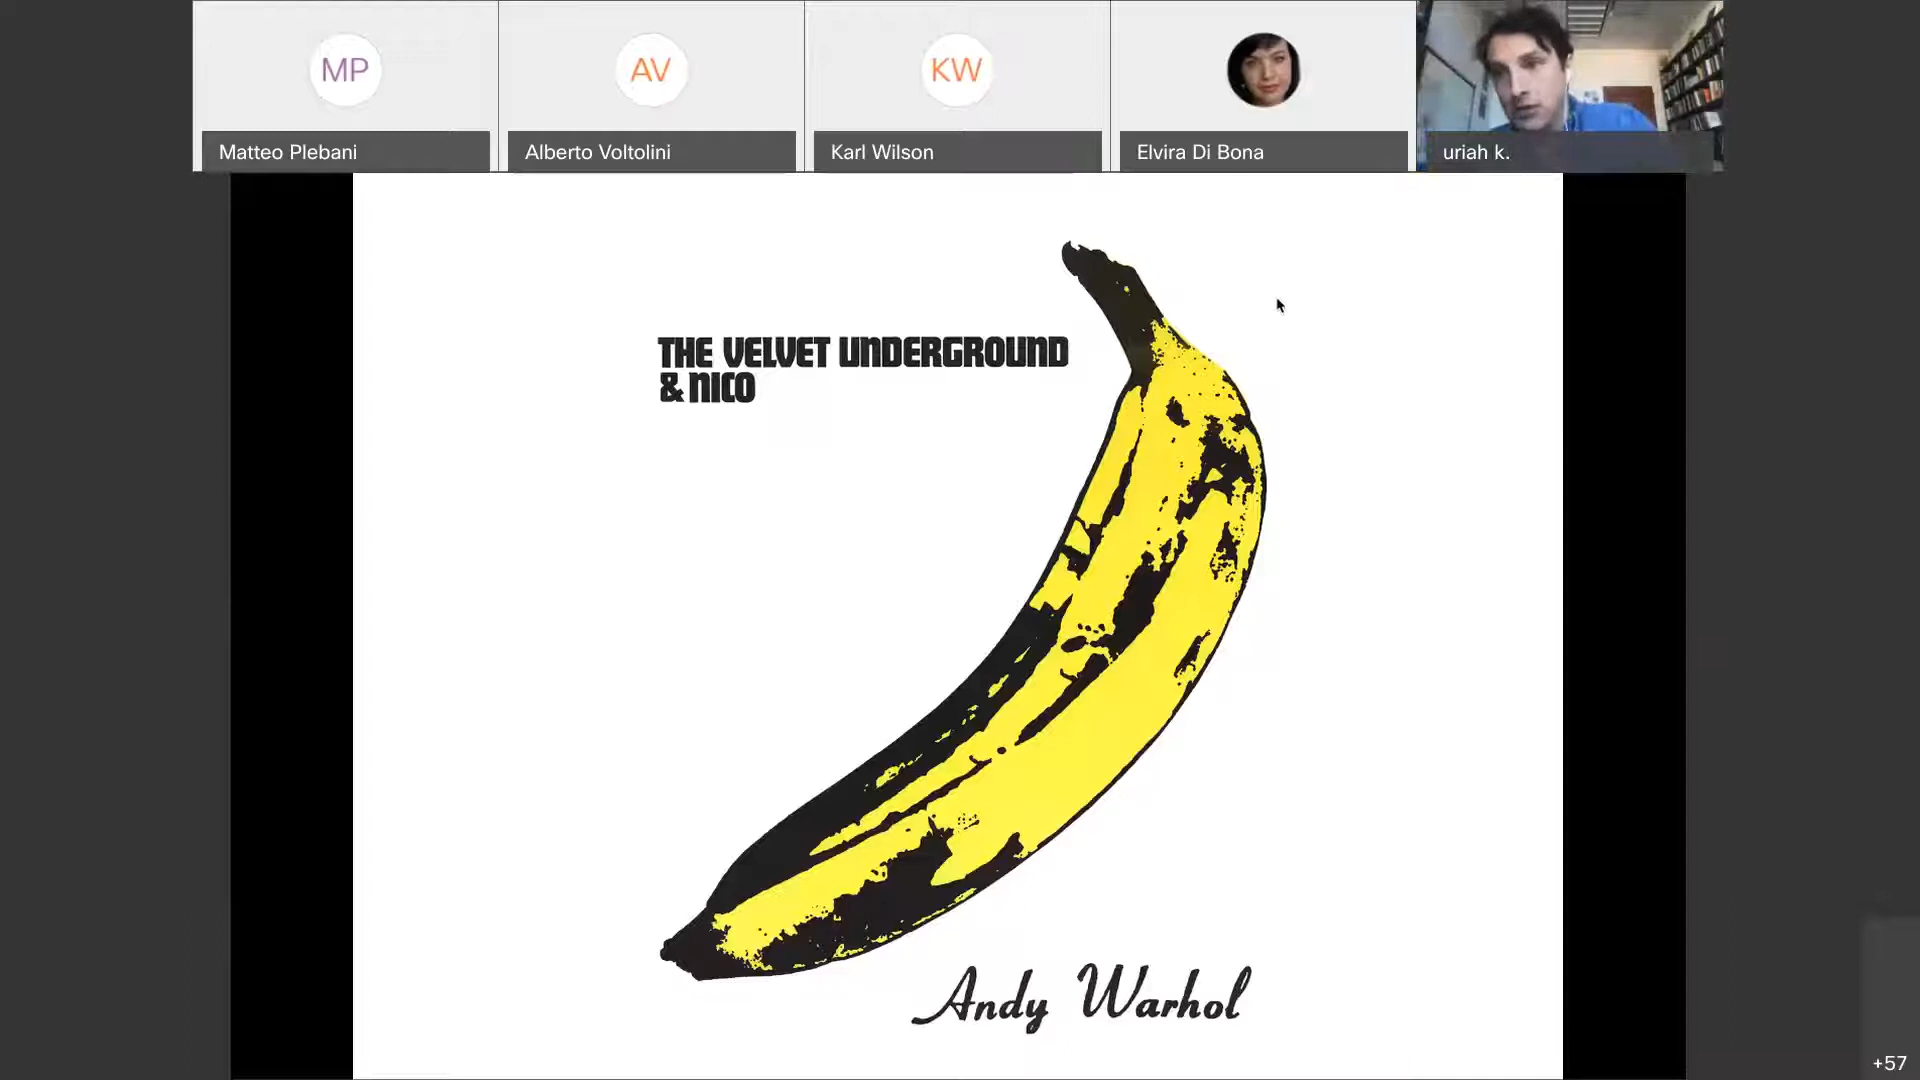 MP
AV
KW
Matteo Plebani
Alberto Voltolini
Karl Wilson
Elvira Di Bona
uriah k.
THE VELVET UNDERGROUND
& NICO
Andy Warhol
+57